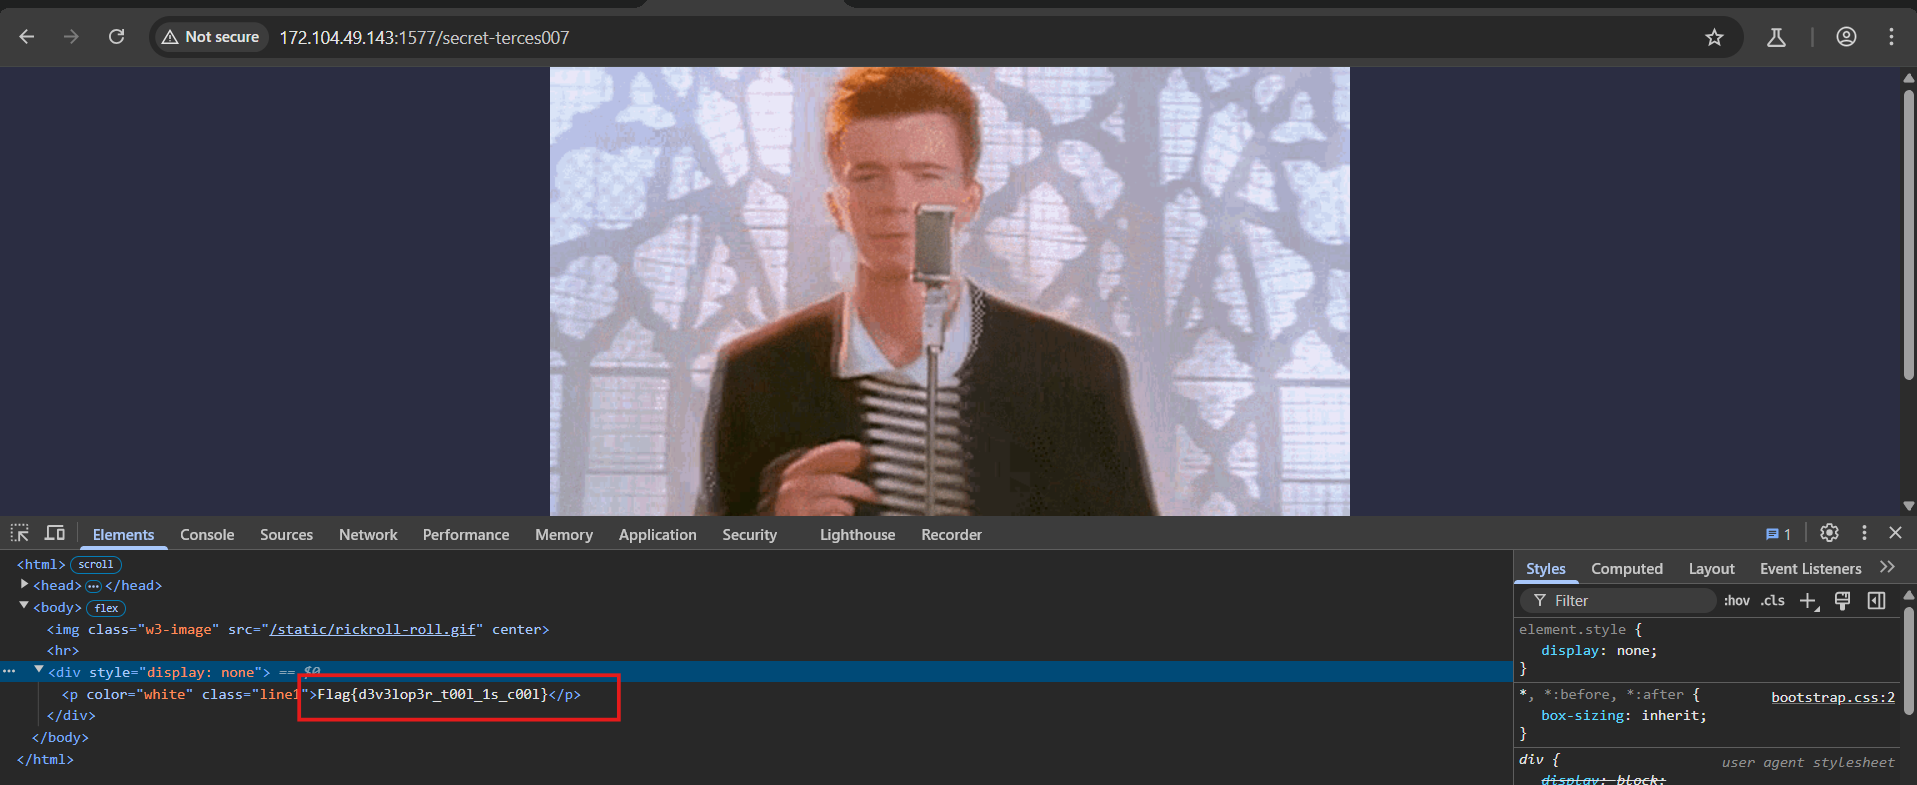 Not secure 172.104.49.143:1577/secret-terces007
Elements Console Sources Network Performance Memory Application Security Lighthouse Recorder 1
<html> scroll
<head> ••• </head>
<body> flex
<img class="w3-image" src="/static/rickroll-roll.gif" center>
<hr>
<div style="display: none"> == $0
<p color="white" class="line1">Flag{d3v3lop3r_t00l_1s_c00l}</p>
</div>
</body>
</html>
Styles Computed Layout Event Listeners
Filter :hov .cls
element.style {
display: none;
}
*, *:before, *:after { bootstrap.css:2
box-sizing: inherit;
}
div { user agent stylesheet
display: block;